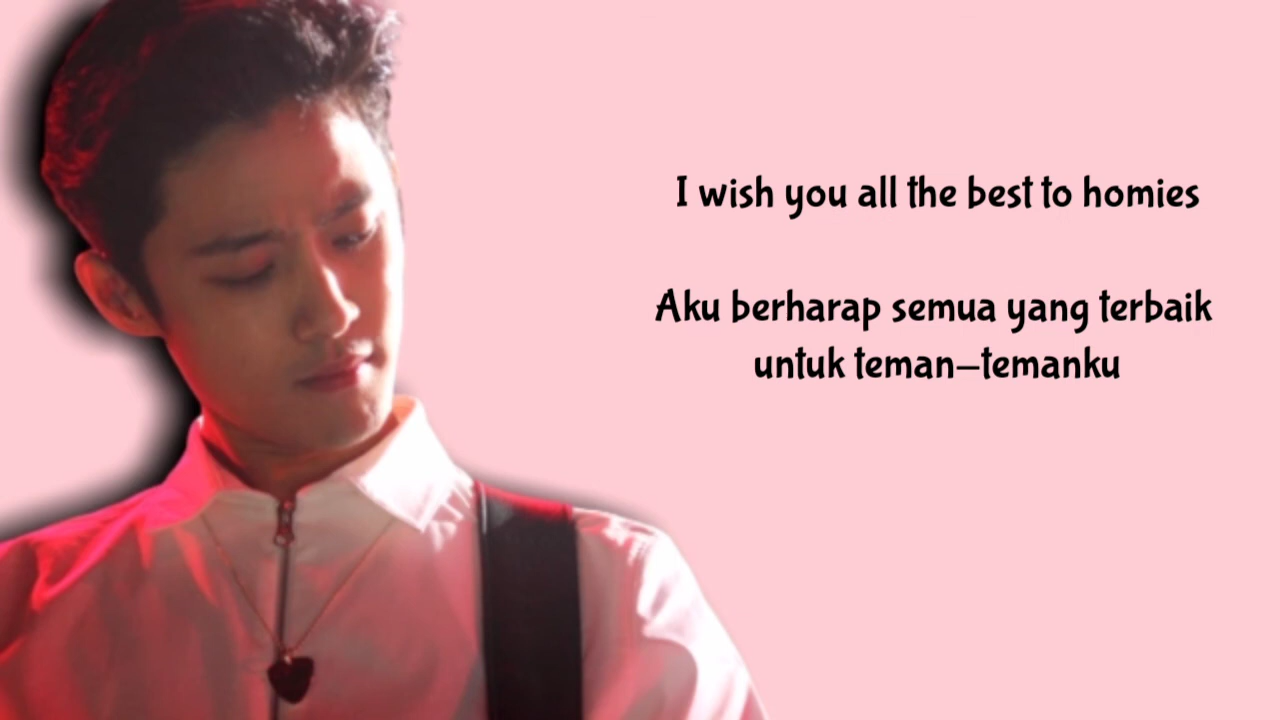 I wish you all the best to homies
Aku berharap semua yang terbaik
untuk teman-temanku